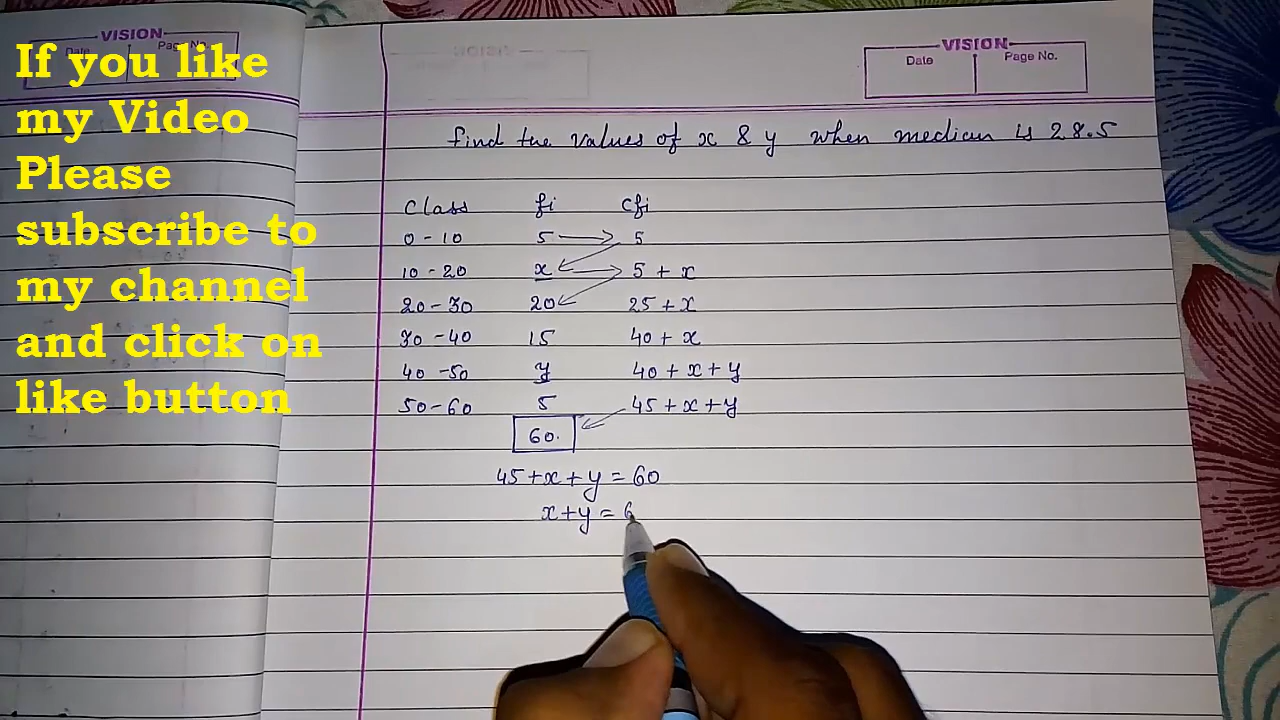 VISION
Date
Page No.
If you like
my Video
Please
subscribe to
my channel
and click on
like button
VISION
Date
Page No.
find the values of x & y when median is 28.5
Class fi cfi
0-10 5 5
10-20 x 5 + x
20-30 20 25 + x
30-40 15 40 + x
40-50 y 40 + x + y
50-60 5 45 + x + y
60.
45+x+y=60
x+y=6